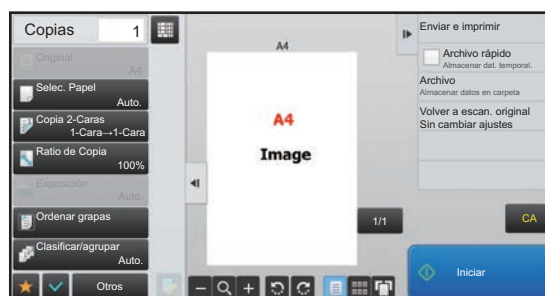 Copias 1
Original
A4
Selec. Papel
Auto.
Copia 2-Caras
1-Cara→1-Cara
Ratio de Copia
100%
Exposición
Auto.
Ordenar grapas
Clasificar/agrupar
Auto.
Otros
A4
A4
Image
1/1
Enviar e imprimir
Archivo rápido
Almacenar dat. temporal.
Archivo
Almacenar datos en carpeta
Volver a escan. original
Sin cambiar ajustes
CA
Iniciar